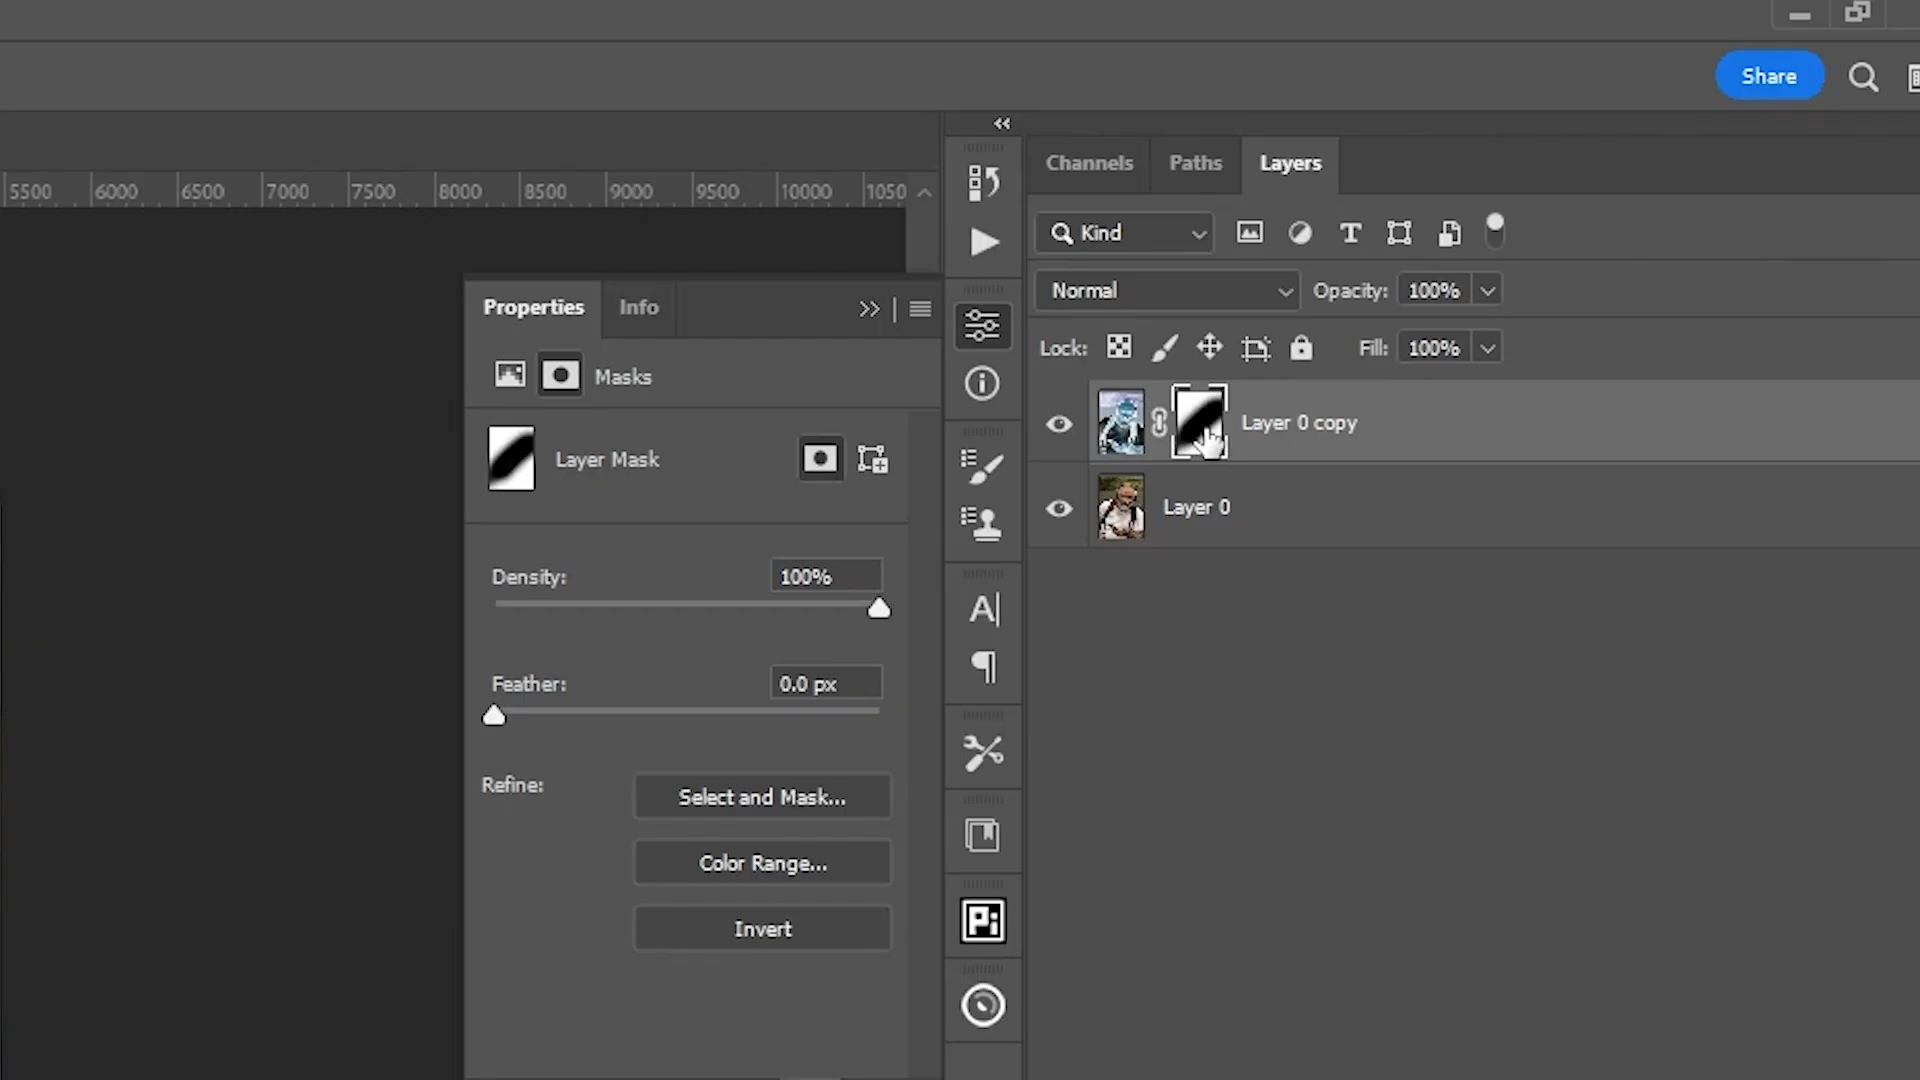 Share
5500 6000 6500 7000 7500 8000 8500 9000 9500 10000 1050
Channels Paths Layers
Kind
Normal Opacity: 100%
Lock: Fill: 100%
Layer 0 copy
Layer 0
Properties Info
Masks
Layer Mask
Density: 100%
Feather: 0.0 px
Refine: Select and Mask...
Color Range...
Invert
Pi